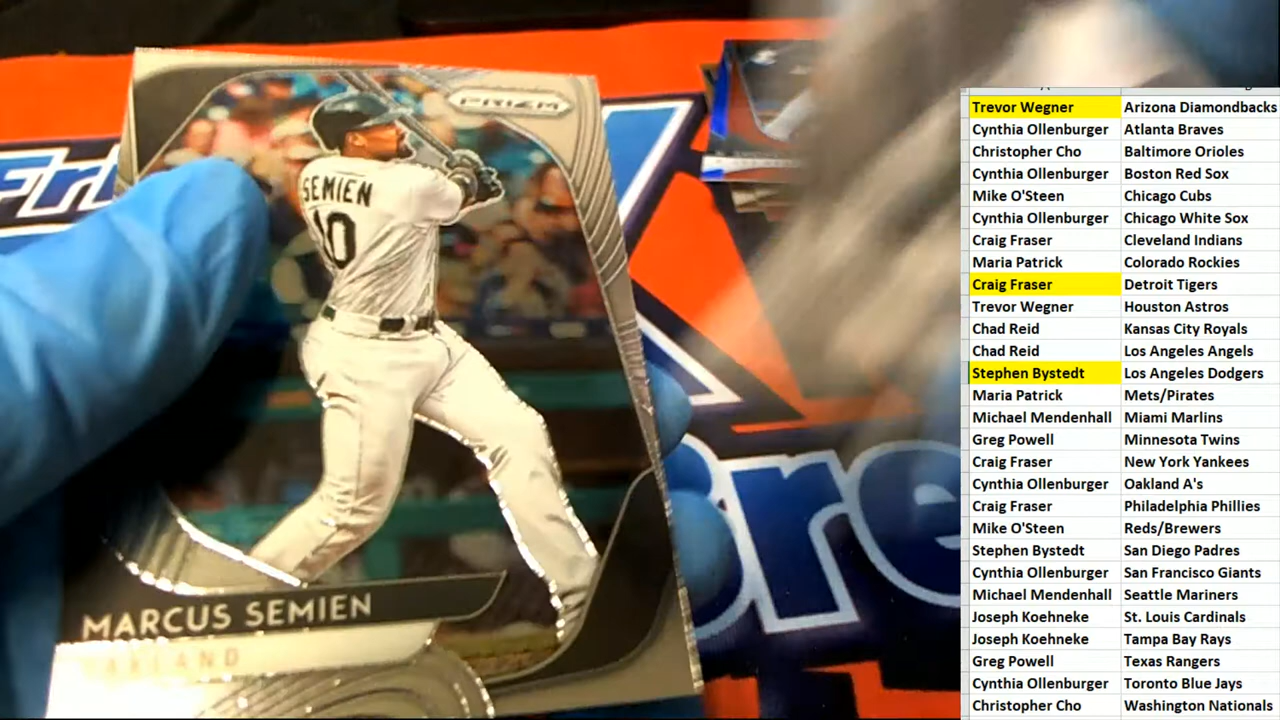 PRIZM
SEMIEN
10
MARCUS SEMIEN
OAKLAND
Fr
Bre
Trevor Wegner Arizona Diamondbacks
Cynthia Ollenburger Atlanta Braves
Christopher Cho Baltimore Orioles
Cynthia Ollenburger Boston Red Sox
Mike O'Steen Chicago Cubs
Cynthia Ollenburger Chicago White Sox
Craig Fraser Cleveland Indians
Maria Patrick Colorado Rockies
Craig Fraser Detroit Tigers
Trevor Wegner Houston Astros
Chad Reid Kansas City Royals
Chad Reid Los Angeles Angels
Stephen Bystedt Los Angeles Dodgers
Maria Patrick Mets/Pirates
Michael Mendenhall Miami Marlins
Greg Powell Minnesota Twins
Craig Fraser New York Yankees
Cynthia Ollenburger Oakland A's
Craig Fraser Philadelphia Phillies
Mike O'Steen Reds/Brewers
Stephen Bystedt San Diego Padres
Cynthia Ollenburger San Francisco Giants
Michael Mendenhall Seattle Mariners
Joseph Koehneke St. Louis Cardinals
Joseph Koehneke Tampa Bay Rays
Greg Powell Texas Rangers
Cynthia Ollenburger Toronto Blue Jays
Christopher Cho Washington Nationals